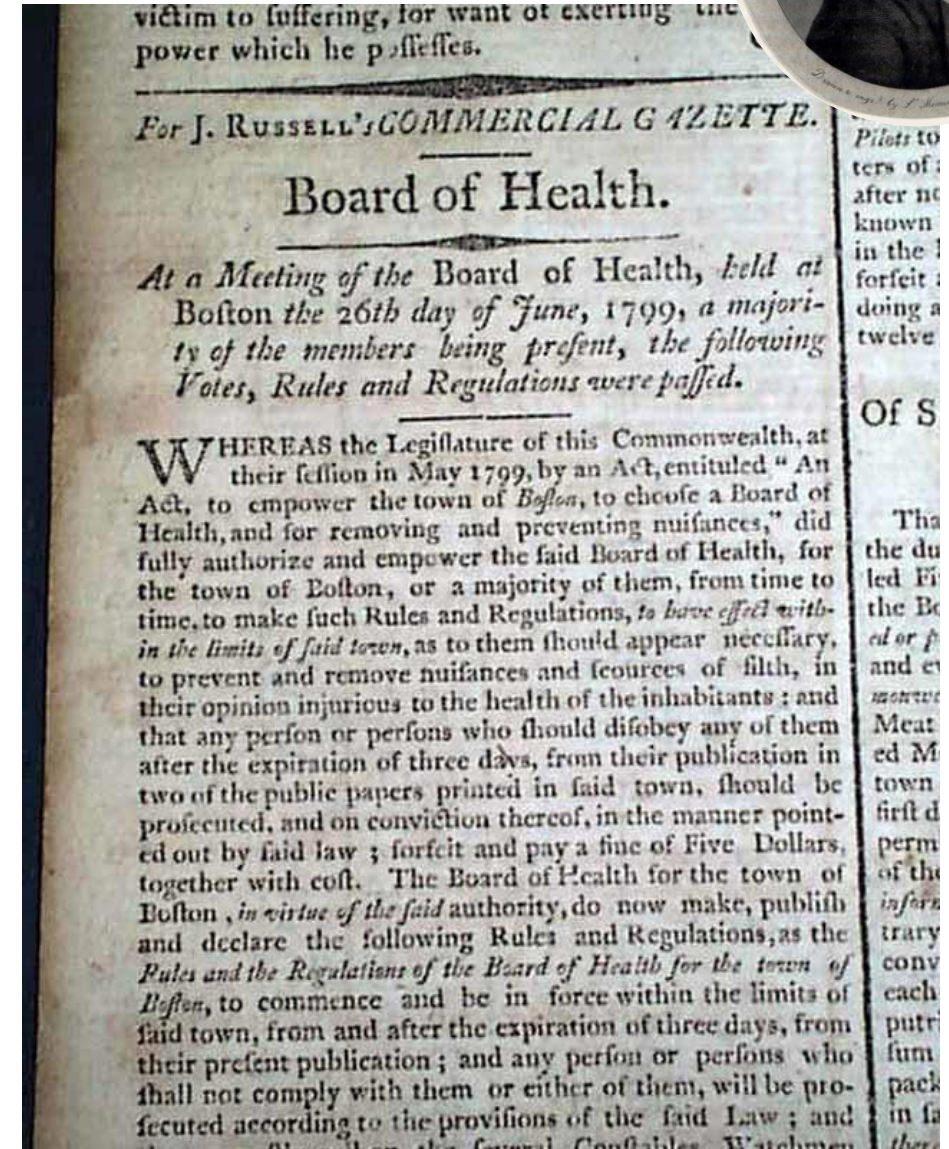 victim to ſuffering, for want of exerting the
power which he poſſeſſes.
For J. RUSSELL's COMMERCIAL GAZETTE.
Board of Health.
At a Meeting of the Board of Health, held at
Boſton the 26th day of June, 1799, a majori-
ty of the members being preſent, the following
Votes, Rules and Regulations were paſſed.
WHEREAS the Legiſlature of this Commonwealth, at
their ſeſſion in May 1799, by an Act, entituled " An
Act, to empower the town of Boſton, to chooſe a Board of
Health, and for removing and preventing nuiſances," did
fully authorize and empower the ſaid Board of Health, for
the town of Boſton, or a majority of them, from time to
time, to make ſuch Rules and Regulations, to have effect with-
in the limits of ſaid town, as to them ſhould appear neceſſary,
to prevent and remove nuiſances and ſcources of filth, in
their opinion injurious to the health of the inhabitants ; and
that any perſon or perſons who ſhould diſobey any of them
after the expiration of three days, from their publication in
two of the public papers printed in ſaid town, ſhould be
proſecuted, and on conviction thereof, in the manner point-
ed out by ſaid law ; forfeit and pay a fine of Five Dollars,
together with coſt. The Board of Health for the town of
Boſton , in virtue of the ſaid authority, do now make, publiſh
and declare the following Rules and Regulations, as the
Rules and the Regulations of the Board of Health for the town of
Boſton, to commence and be in force within the limits of
ſaid town, from and after the expiration of three days, from
their preſent publication ; and any perſon or perſons who
ſhall not comply with them or either of them, will be pro-
ſecuted according to the proviſions of the ſaid Law ; and
the ſeveral Conſtables, Watchmen
Pilots to
ters of
after
known
in the
forfeit
doing a
twelve
Of S
Tha
the du
led Fi
the Bo
ed or p
and ev
monwe
Meat
ed M
town
firſt d
perm
of the
inform
trary
conv
each
putri
ſum
pack
in ſa